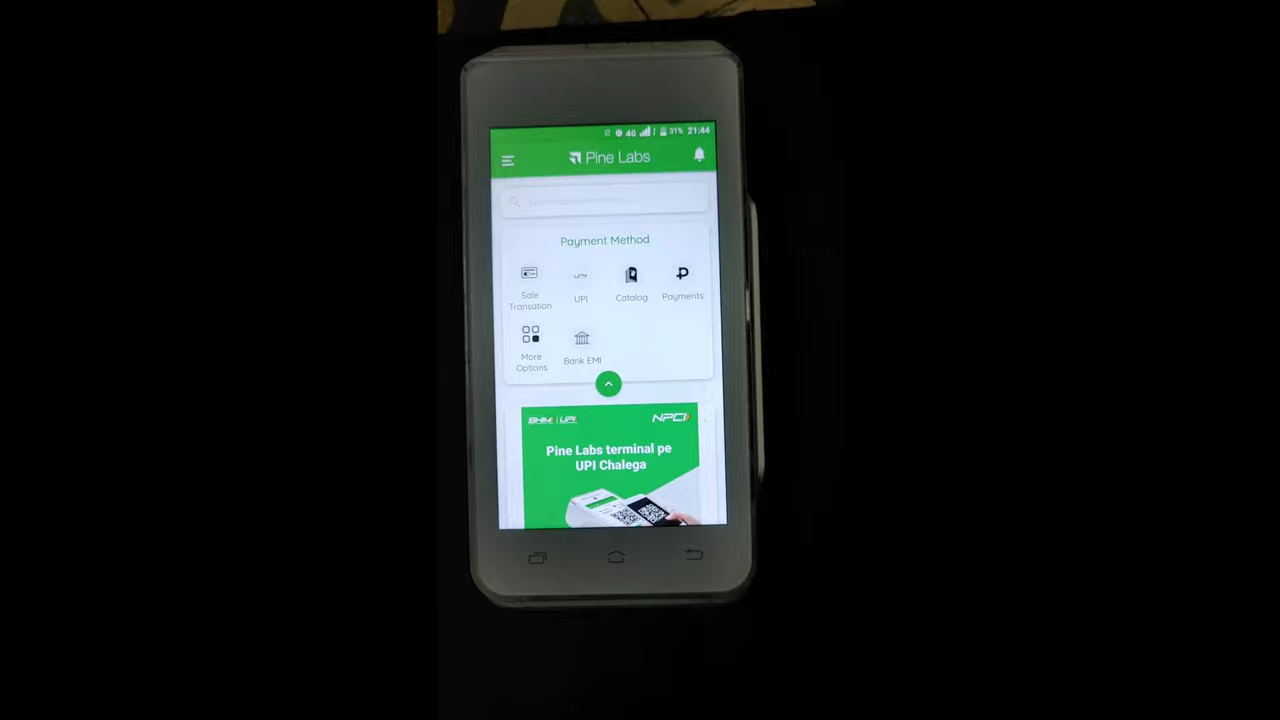 4G 31% 21:44
Pine Labs
Payment Method
Sale
Transation
UPI
Catalog
Payments
More
Options
Bank EMI
BHIM | UPI
NPCI
Pine Labs terminal pe
UPI Chalega